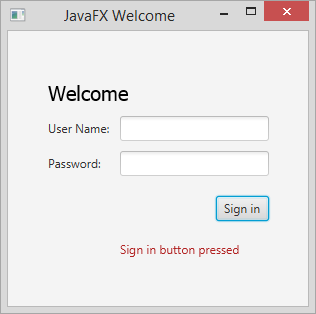 JavaFX Welcome
Welcome
User Name:
Password:
Sign in
Sign in button pressed